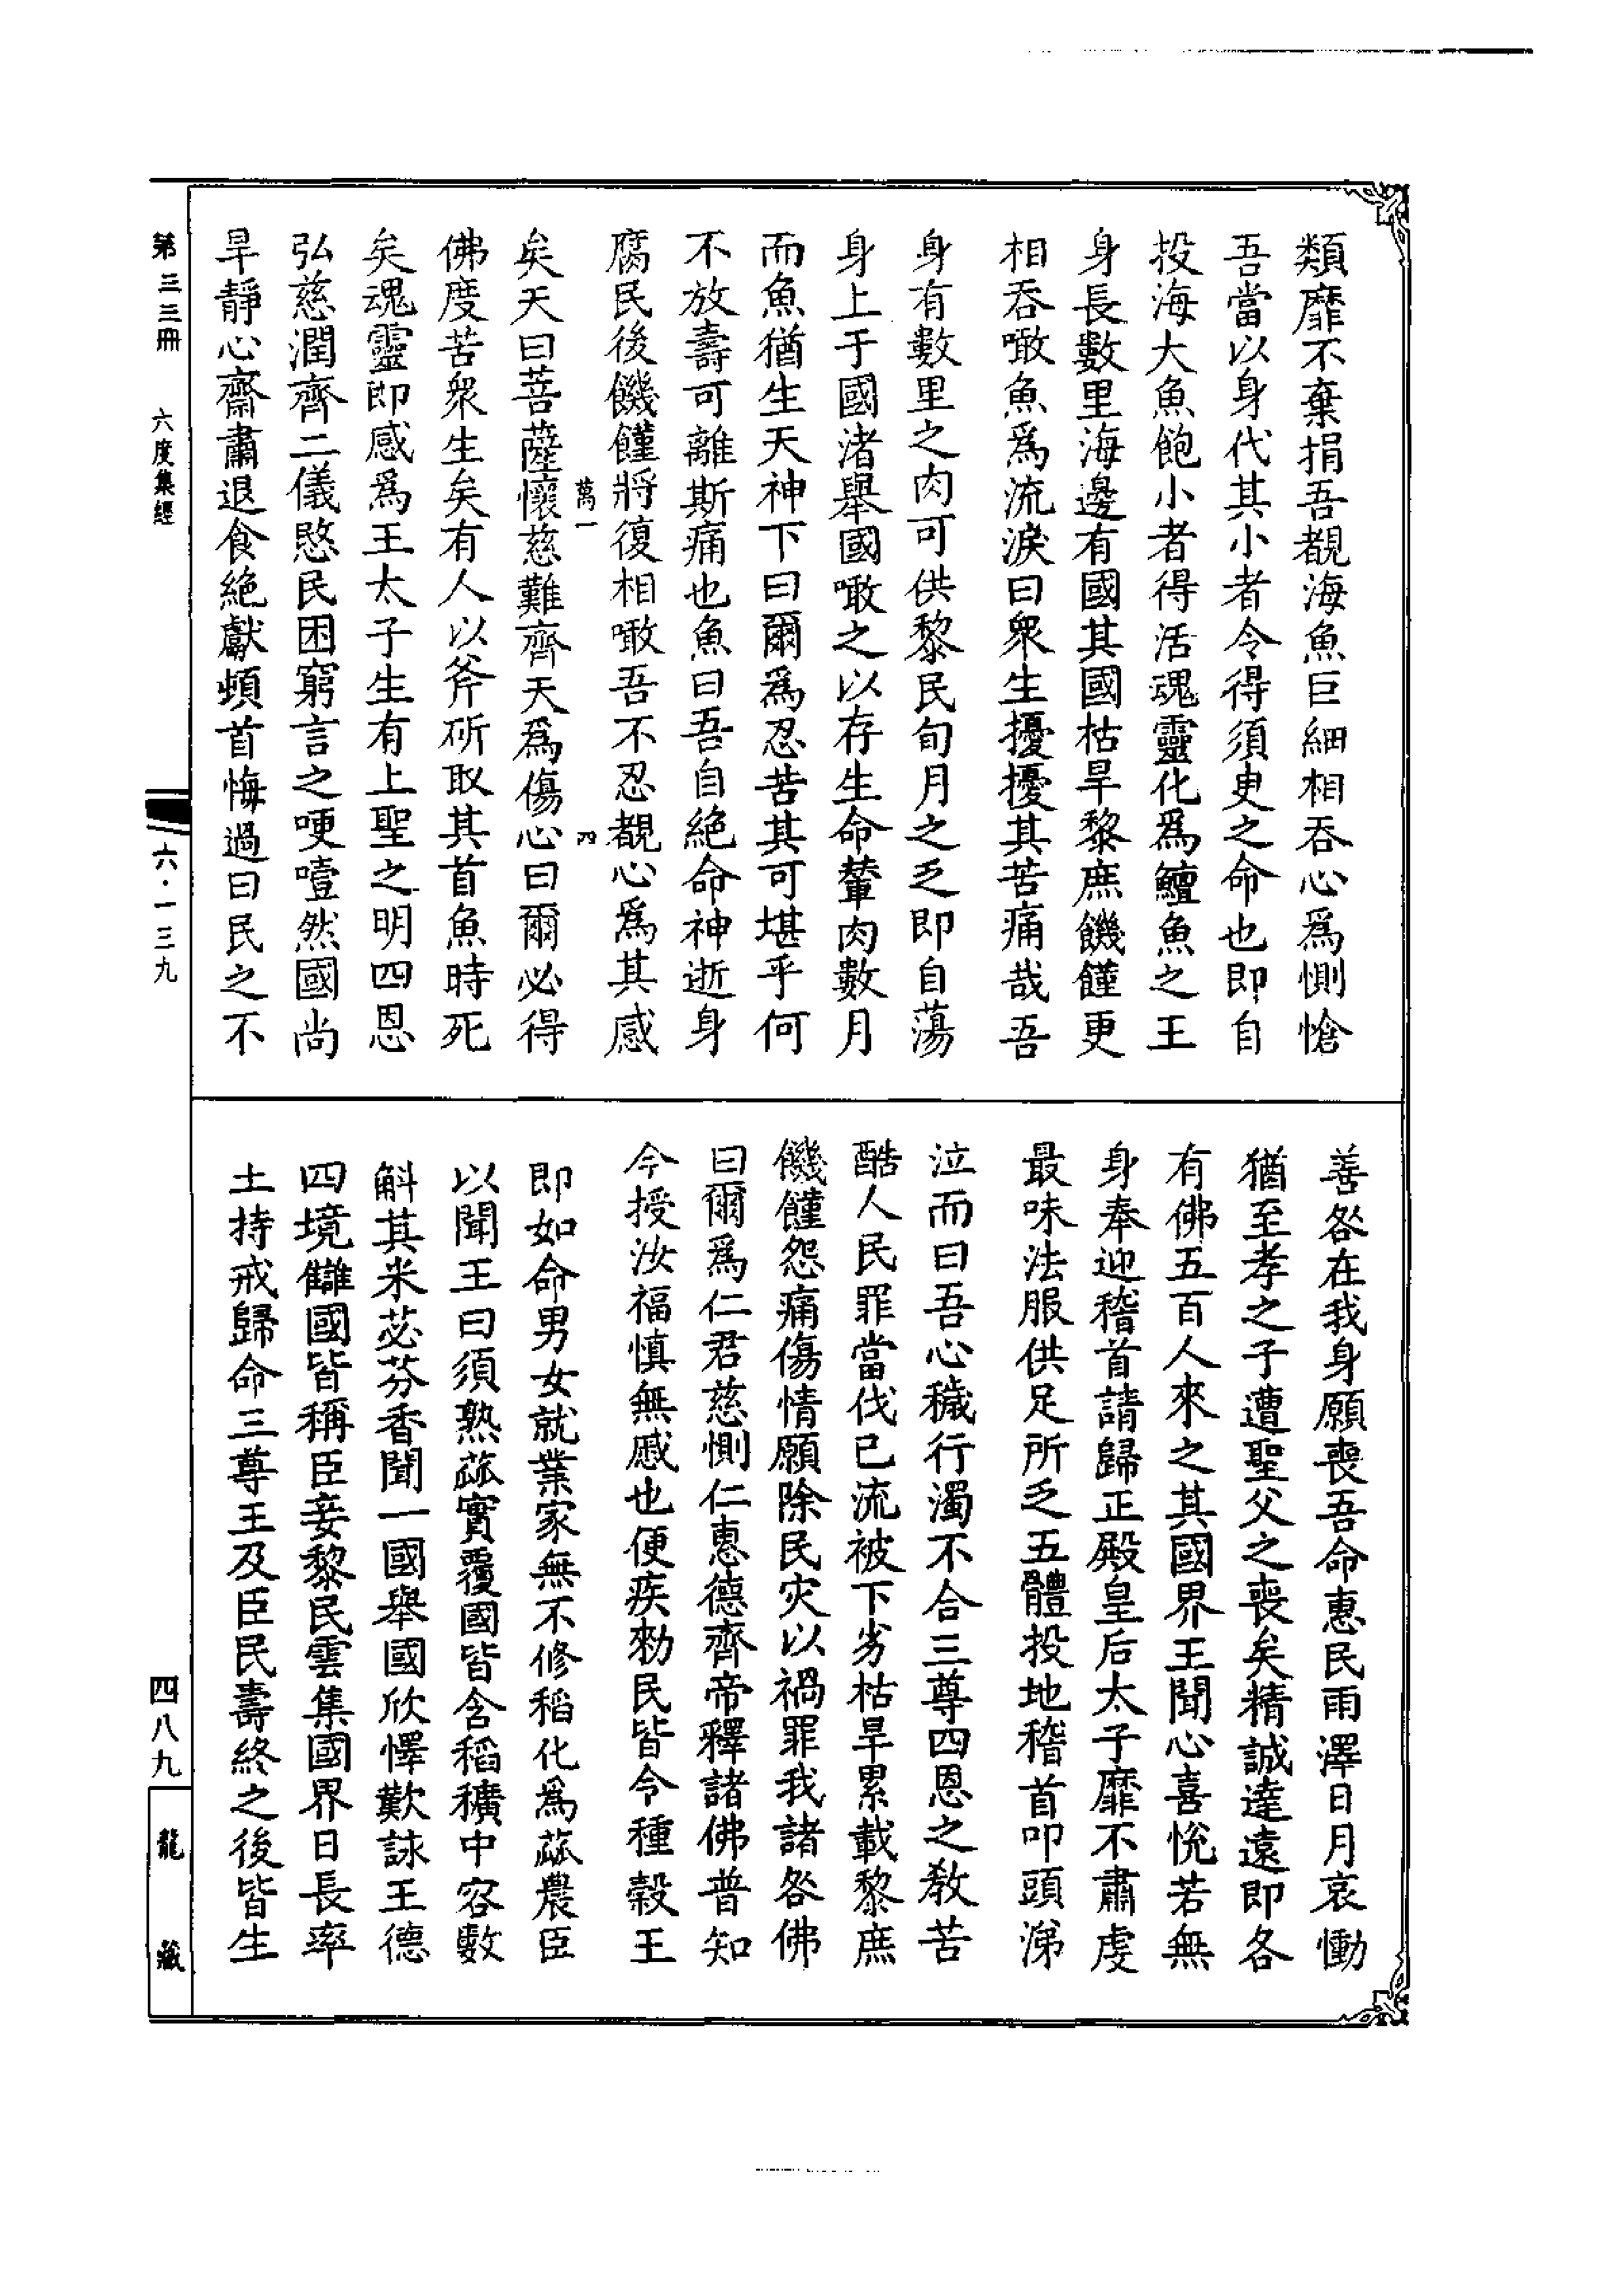 類靡不棄捐吾覩海魚巨細相吞心爲惻愴
吾當以身代其小者令得須臾之命也即自
投海大魚飽小者得活魂靈化爲鱣魚之王
身長數里海邊有國其國枯旱黎庶饑饉更
相吞噉魚爲流淚曰衆生擾擾其苦痛哉吾
身有數里之肉可供黎民旬月之乏即自蕩
身上于國渚舉國噉之以存生命輦肉數月
而魚猶生天神下曰爾爲忍苦其可堪乎何
不放壽可離斯痛也魚曰吾自絶命神逝身
腐民後饑饉將復相噉吾不忍覩心爲其感
萬一 四
矣天曰菩薩懷慈難齊天爲傷心曰爾必得
佛度苦衆生矣有人以斧斫取其首魚時死
矣魂靈即感爲王太子生有上聖之明四恩
弘慈潤齊二儀愍民困窮言之哽噎然國尚
旱靜心齋肅退食絶獻頓首悔過曰民之不
善咎在我身願喪吾命惠民雨澤日月哀慟
猶至孝之子遭聖父之喪矣精誠達遠即各
有佛五百人來之其國界王聞心喜悅若無
身奉迎稽首請歸正殿皇后太子靡不肅虔
最味法服供足所乏五體投地稽首叩頭涕
泣而曰吾心穢行濁不合三尊四恩之教苦
酷人民罪當伐已流被下劣枯旱累載黎庶
饑饉怨痛傷情願除民灾以禍罪我諸各佛
曰爾爲仁君慈惻仁惠德齊帝釋諸佛普知
今授汝福慎無慼也便疾勑民皆令種穀王
即如命男女就業家無不修稻化爲蓏農臣
以聞王曰須熟蓏實覆國皆含稻穬中容數
斛其米苾芬香聞一國舉國欣懌歎詠王德
四境讎國皆稱臣妾黎民雲集國界日長率
土持戒歸命三尊王及臣民壽終之後皆生
第三三冊 六度集經 六·一三九 四八九 龍藏